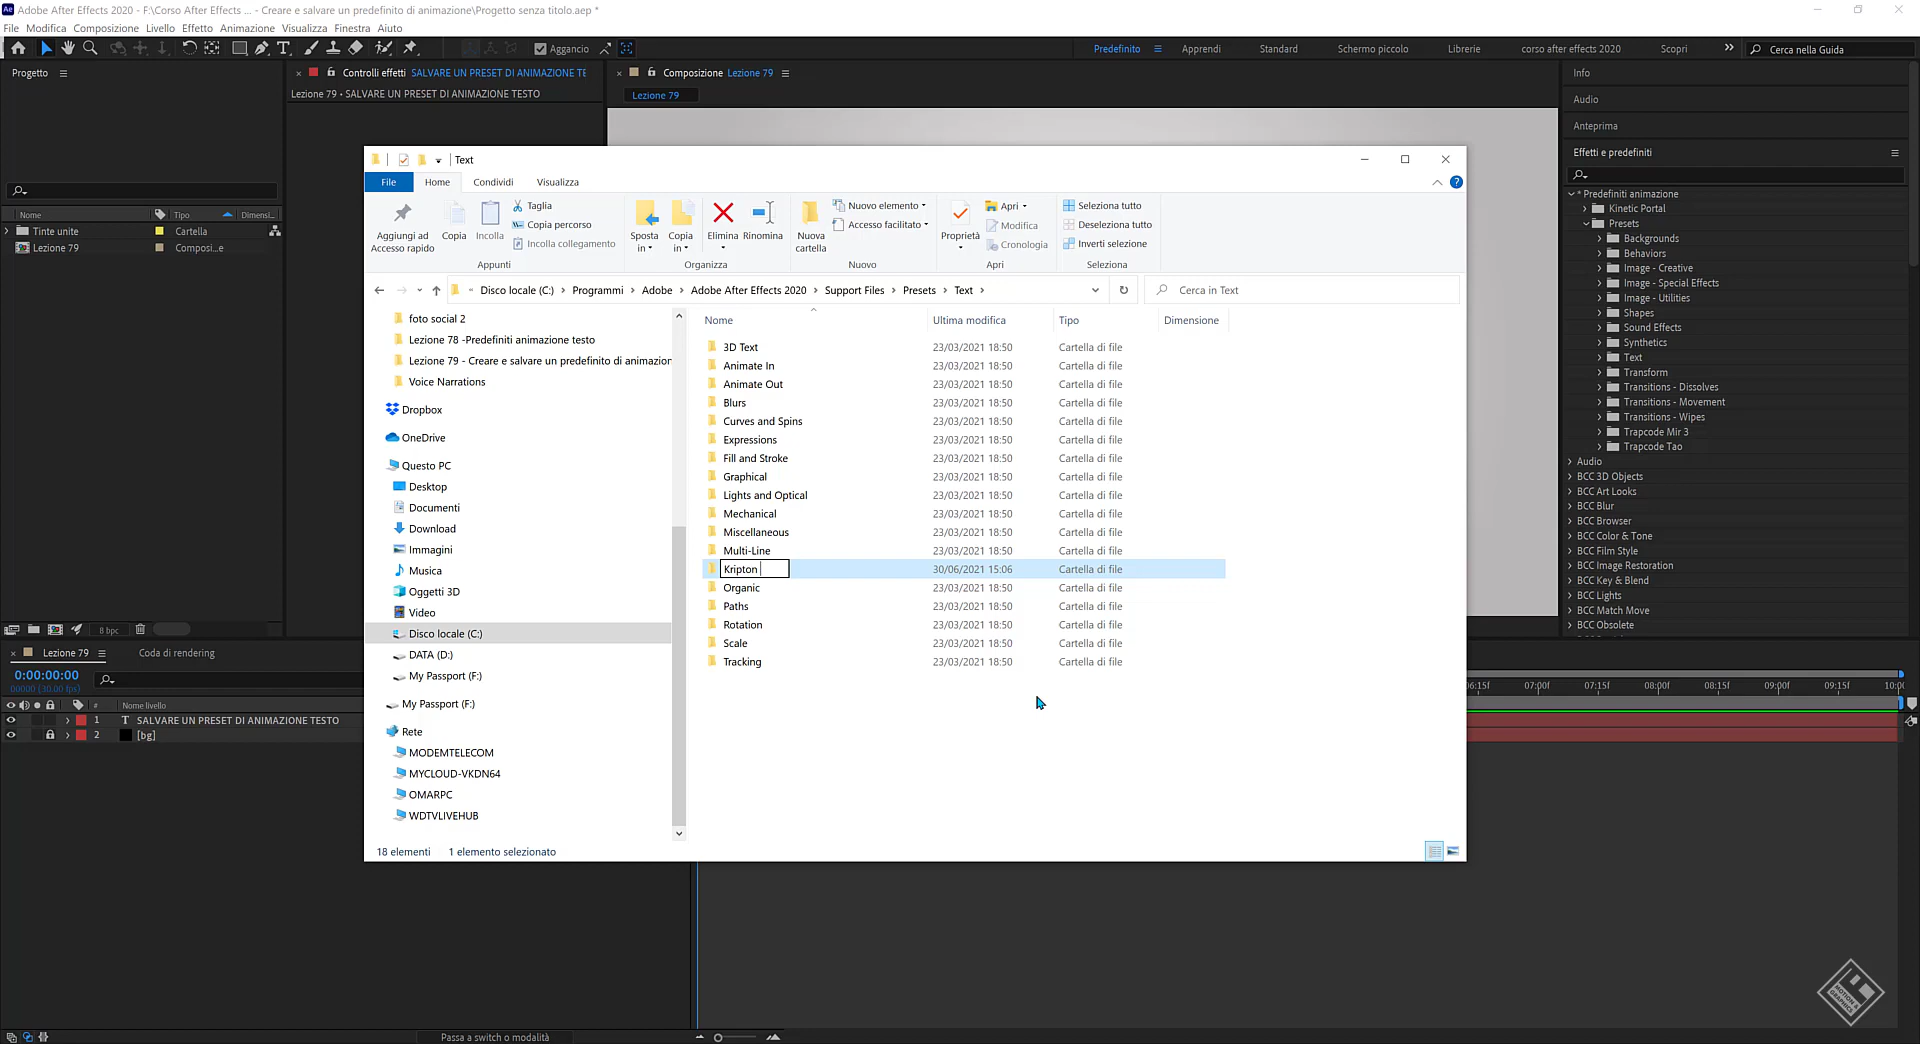 Adobe After Effects 2020 - F:\Corso After Effects ... - Creare e salvare un predefinito di animazione\Progetto senza titolo.aep *
File Modifica Composizione Livello Effetto Animazione Visualizza Finestra Aiuto
Aggancio
Predefinito Apprendi Standard Schermo piccolo Librerie corso after effects 2020 Scopri Cerca nella Guida
Progetto
Nome Tipo Dimensi...
Tinte unite Cartella
Lezione 79 Composi...e
8 bpc
Controlli effetti SALVARE UN PRESET DI ANIMAZIONE TE
Lezione 79 • SALVARE UN PRESET DI ANIMAZIONE TESTO
Composizione Lezione 79
Lezione 79
Text
File Home Condividi Visualizza
Aggiungi ad Accesso rapido
Copia
Incolla
Taglia
Copia percorso
Incolla collegamento
Appunti
Sposta in
Copia in
Elimina
Rinomina
Organizza
Nuova cartella
Nuovo elemento
Accesso facilitato
Nuovo
Proprietà
Apri
Modifica
Cronologia
Apri
Seleziona tutto
Deseleziona tutto
Inverti selezione
Seleziona
« Disco locale (C:) > Programmi > Adobe > Adobe After Effects 2020 > Support Files > Presets > Text >
Cerca in Text
foto social 2
Lezione 78 -Predefiniti animazione testo
Lezione 79 - Creare e salvare un predefinito di animazion
Voice Narrations
Dropbox
OneDrive
Questo PC
Desktop
Documenti
Download
Immagini
Musica
Oggetti 3D
Video
Disco locale (C:)
DATA (D:)
My Passport (F:)
My Passport (F:)
Rete
MODEMTELECOM
MYCLOUD-VKDN64
OMARPC
WDTVLIVEHUB
Nome Ultima modifica Tipo Dimensione
3D Text 23/03/2021 18:50 Cartella di file
Animate In 23/03/2021 18:50 Cartella di file
Animate Out 23/03/2021 18:50 Cartella di file
Blurs 23/03/2021 18:50 Cartella di file
Curves and Spins 23/03/2021 18:50 Cartella di file
Expressions 23/03/2021 18:50 Cartella di file
Fill and Stroke 23/03/2021 18:50 Cartella di file
Graphical 23/03/2021 18:50 Cartella di file
Lights and Optical 23/03/2021 18:50 Cartella di file
Mechanical 23/03/2021 18:50 Cartella di file
Miscellaneous 23/03/2021 18:50 Cartella di file
Multi-Line 23/03/2021 18:50 Cartella di file
Kripton 30/06/2021 15:06 Cartella di file
Organic 23/03/2021 18:50 Cartella di file
Paths 23/03/2021 18:50 Cartella di file
Rotation 23/03/2021 18:50 Cartella di file
Scale 23/03/2021 18:50 Cartella di file
Tracking 23/03/2021 18:50 Cartella di file
18 elementi 1 elemento selezionato
Info
Audio
Anteprima
Effetti e predefiniti
* Predefiniti animazione
Kinetic Portal
Presets
Backgrounds
Behaviors
Image - Creative
Image - Special Effects
Image - Utilities
Shapes
Sound Effects
Synthetics
Text
Transform
Transitions - Dissolves
Transitions - Movement
Transitions - Wipes
Trapcode Mir 3
Trapcode Tao
Audio
BCC 3D Objects
BCC Art Looks
BCC Blur
BCC Browser
BCC Color & Tone
BCC Film Style
BCC Image Restoration
BCC Key & Blend
BCC Lights
BCC Match Move
BCC Obsolete
Lezione 79 Coda di rendering
0:00:00:00
00000 (30.00 fps)
# Nome livello
1 T SALVARE UN PRESET DI ANIMAZIONE TESTO
2 [bg]
06:15f 07:00f 07:15f 08:00f 08:15f 09:00f 09:15f 10:00
Passa a switch o modalità